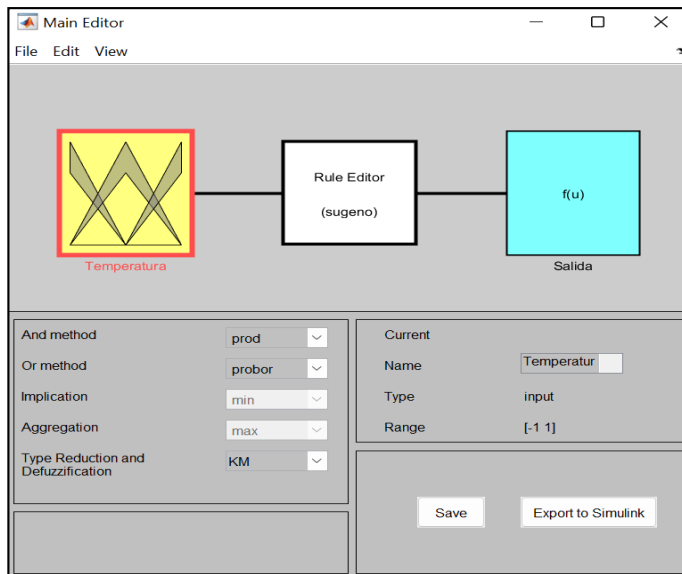 Main Editor
File Edit View
Rule Editor
(sugeno)
f(u)
Temperatura
Salida
And method prod
Or method probor
Implication min
Aggregation max
Type Reduction and
Defuzzification KM
Current
Name Temperatur
Type input
Range [-1 1]
Save Export to Simulink